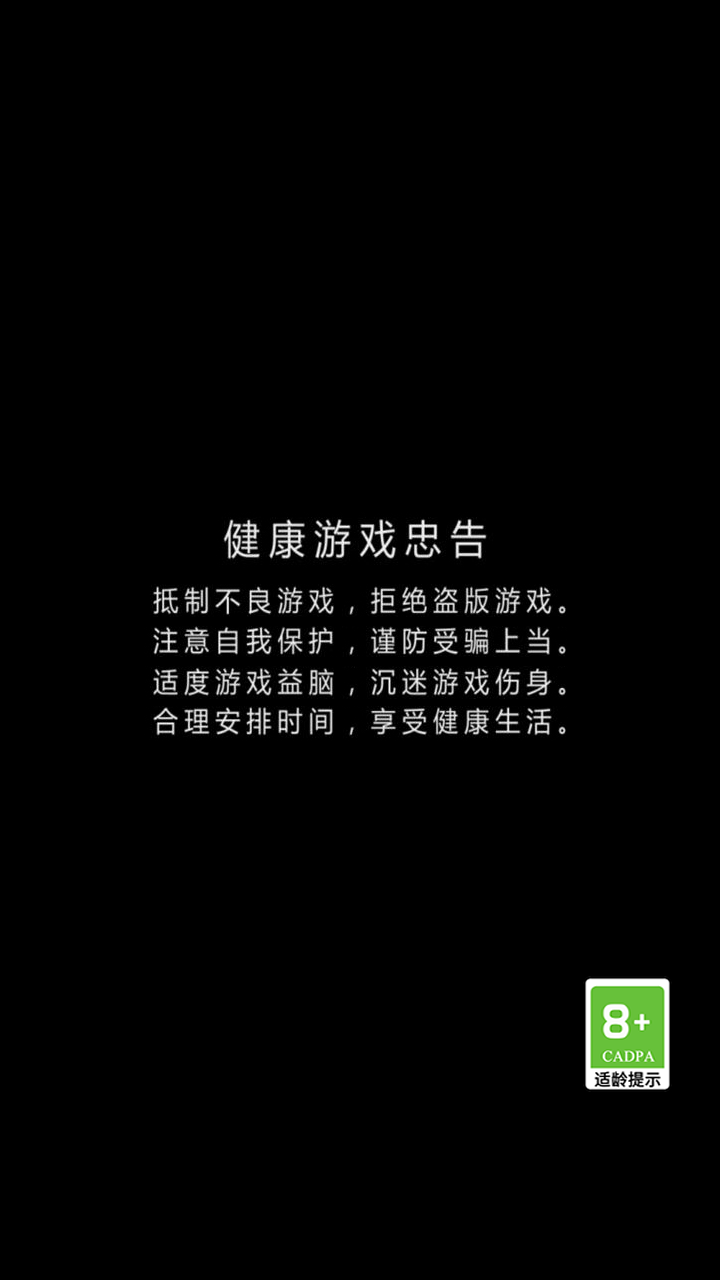 健康游戏忠告
抵制不良游戏，拒绝盗版游戏。
注意自我保护，谨防受骗上当。
适度游戏益脑，沉迷游戏伤身。
合理安排时间，享受健康生活。
8+
CADPA
适龄提示